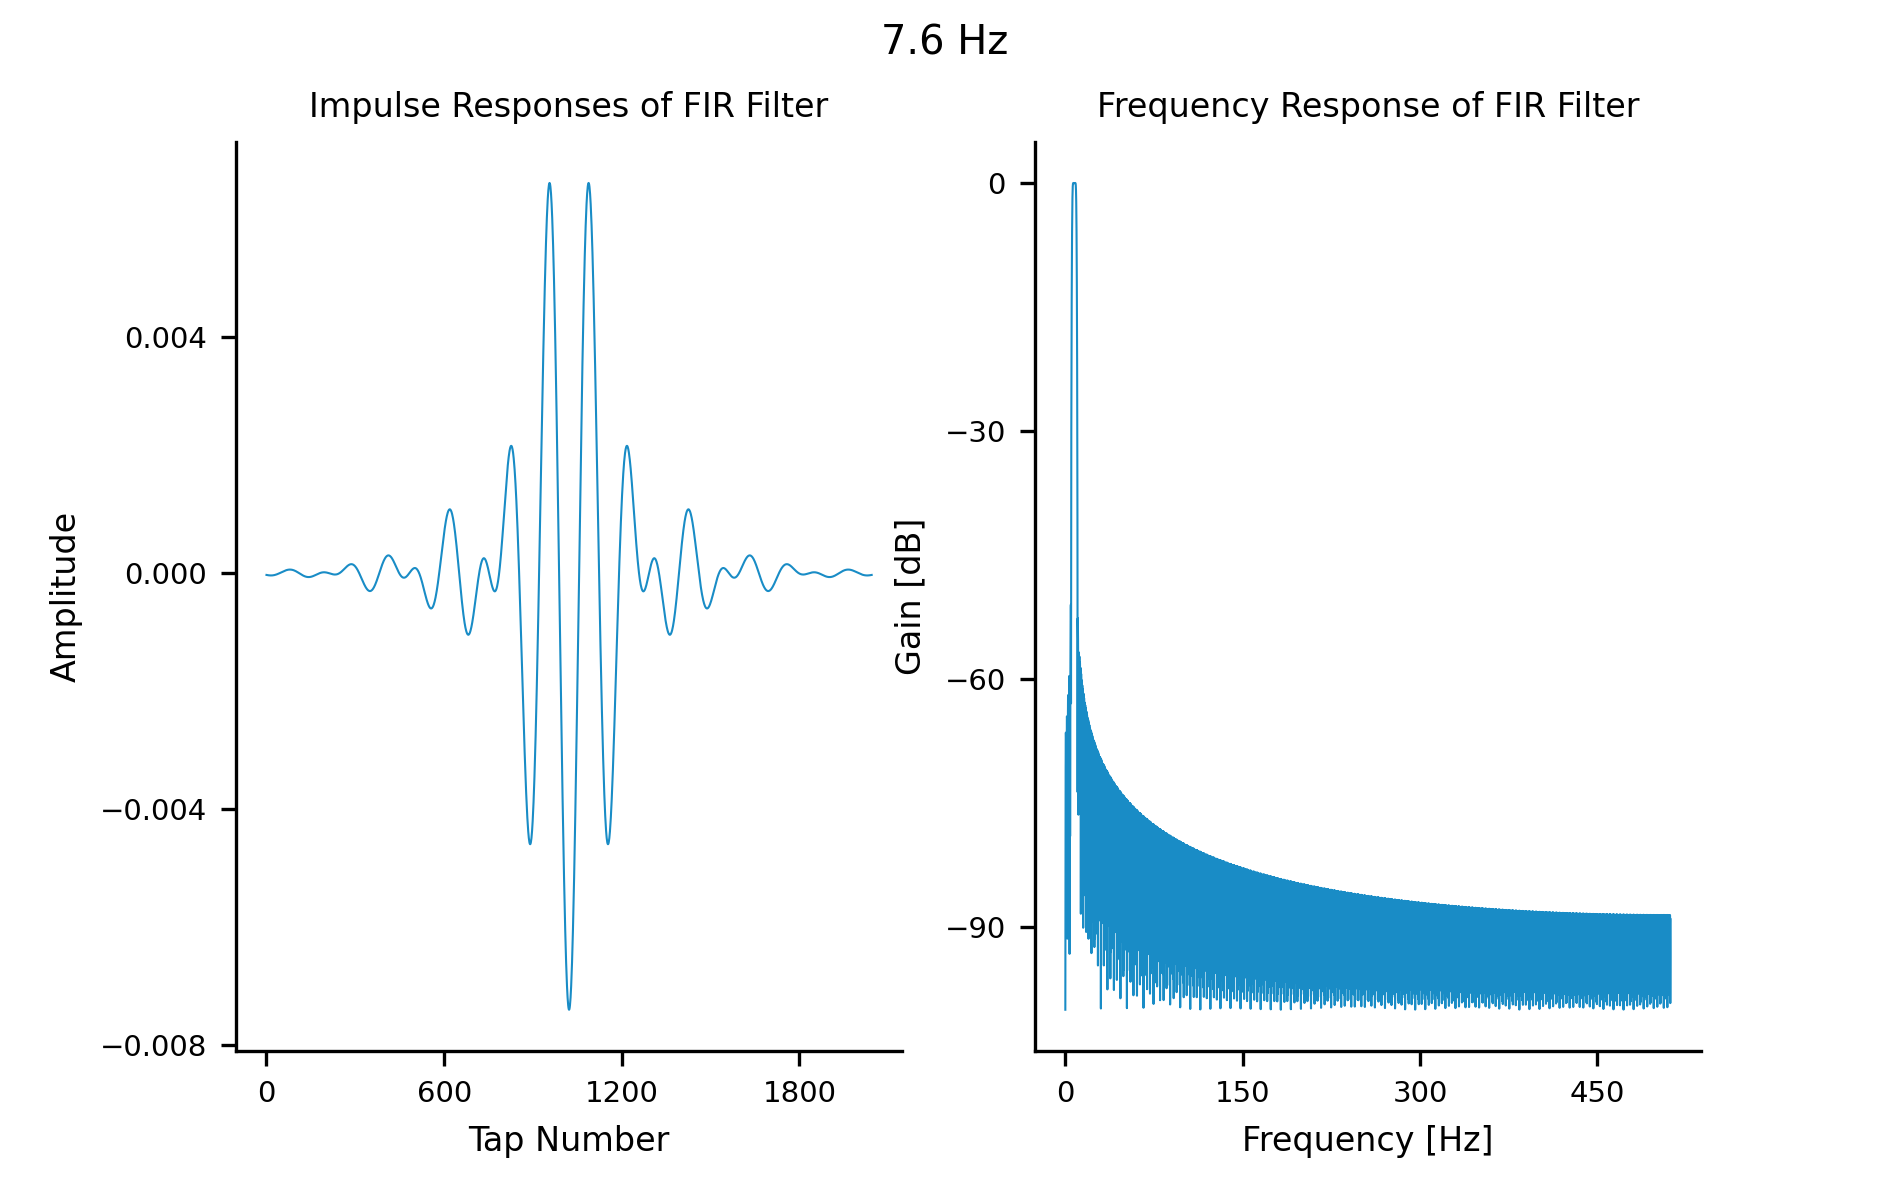 7.6 Hz
Impulse Responses of FIR Filter
Amplitude
0.004
0.000
−0.004
−0.008
0 600 1200 1800
Tap Number
Frequency Response of FIR Filter
Gain [dB]
0
−30
−60
−90
0 150 300 450
Frequency [Hz]